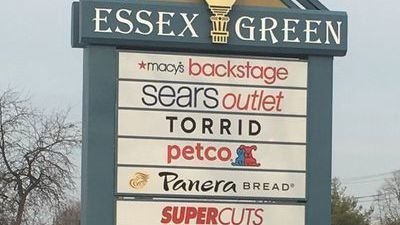 ESSEX GREEN
macy's backstage
sears outlet
TORRID
petco
Panera BREAD®
SUPERCUTS